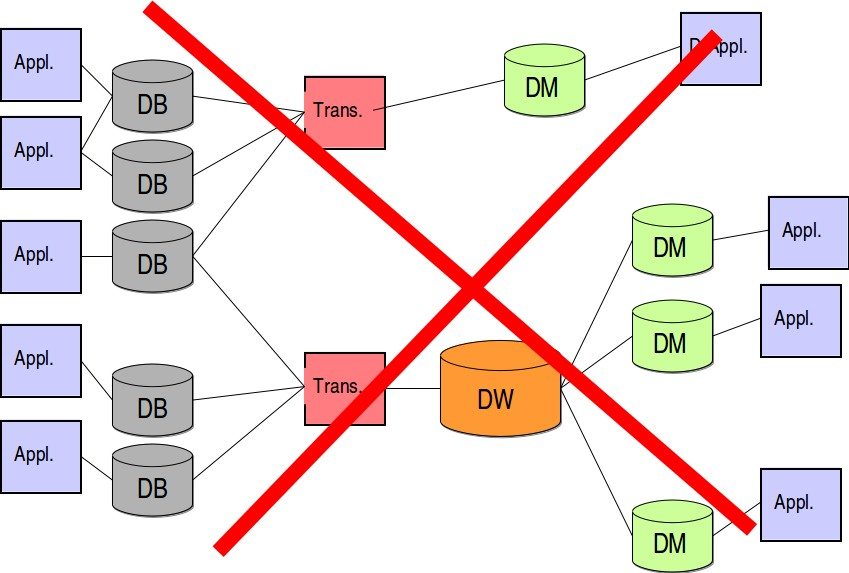 Appl.
DB
Trans.
DM
D-Appl.
Appl.
DB
Appl.
DB
DM
Appl.
Appl.
DB
Trans.
DW
DM
Appl.
Appl.
DB
DM
Appl.